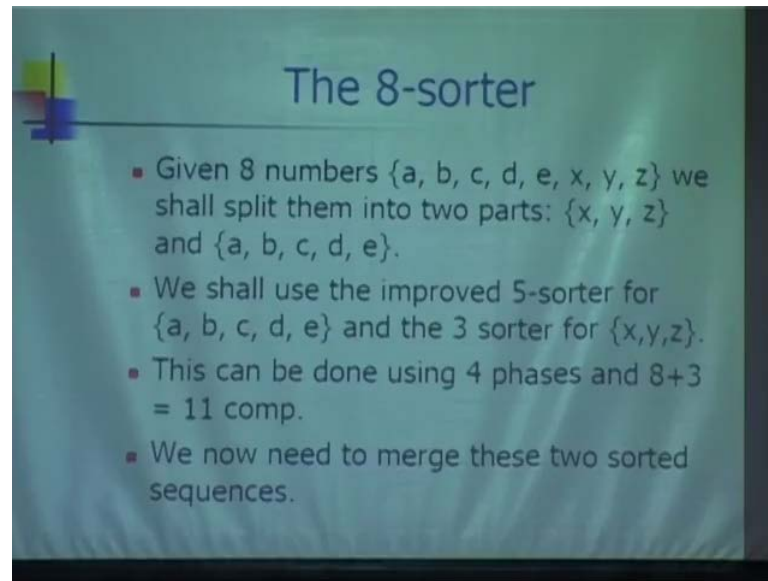 The 8-sorter
▪ Given 8 numbers {a, b, c, d, e, x, y, z} we
shall split them into two parts: {x, y, z}
and {a, b, c, d, e}.
▪ We shall use the improved 5-sorter for
{a, b, c, d, e} and the 3 sorter for {x,y,z}.
▪ This can be done using 4 phases and 8+3
= 11 comp.
▪ We now need to merge these two sorted
sequences.